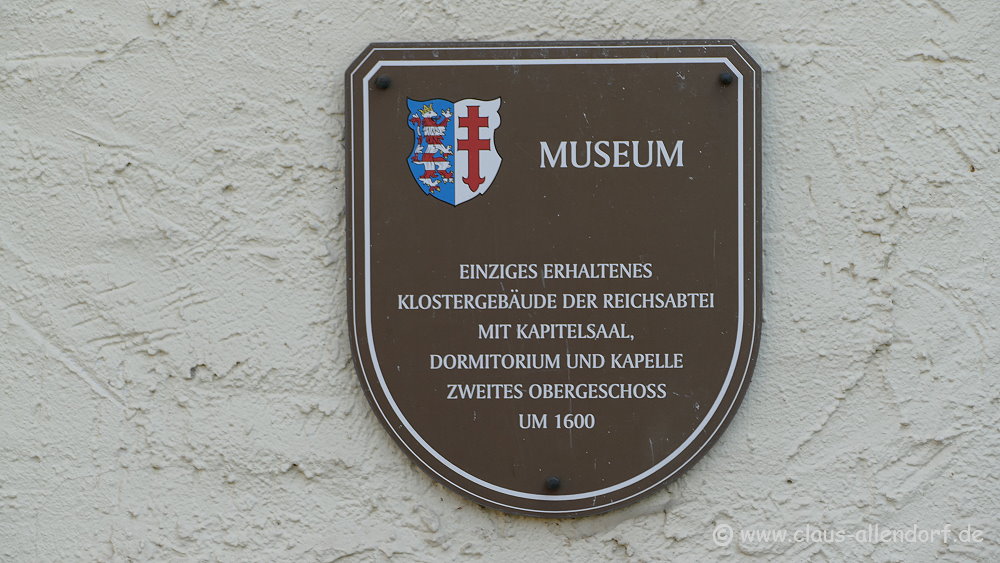 MUSEUM
EINZIGES ERHALTENES
KLOSTERGEBÄUDE DER REICHSABTEI
MIT KAPITELSAAL,
DORMITORIUM UND KAPELLE
ZWEITES OBERGESCHOSS
UM 1600
© www.claus-allendorf.de